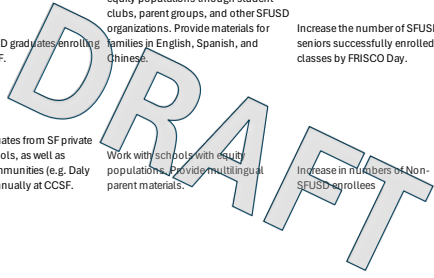 equity populations through student
clubs, parent groups, and other SFUSD
organizations. Provide materials for
families in English, Spanish, and
Chinese.
Increase the number of SFUSD
seniors successfully enrolled
classes by FRISCO Day.
D graduates enrolling
F.
uates from SF private
ols, as well as
mmunities (e.g. Daly
nnually at CCSF.
Work with schools with equity
populations. Provide multilingual
parent materials.
Increase in numbers of Non-
SFUSD enrollees
DRAFT